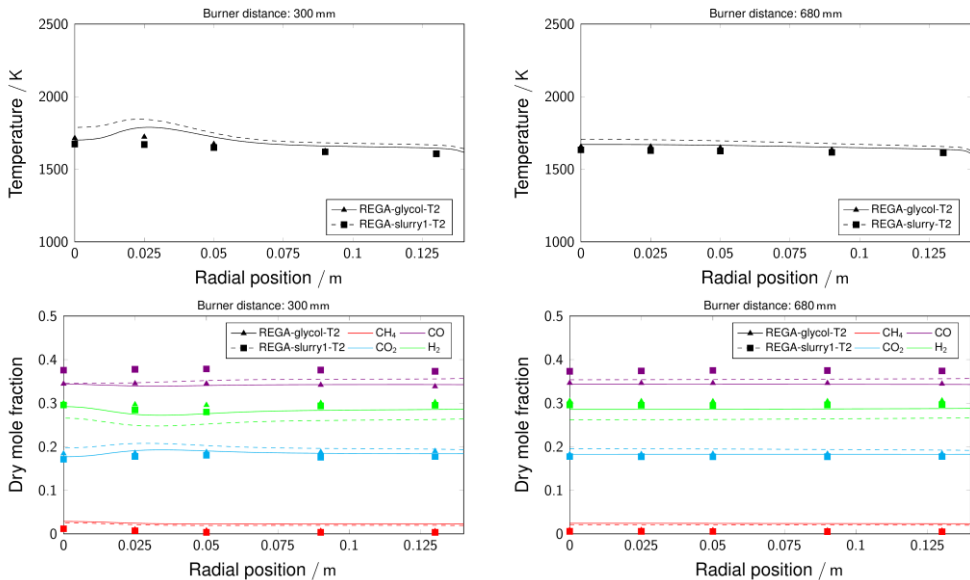 Burner distance: 300 mm
2500
2000
1500
1000
Temperature / K
REGA-glycol-T2
REGA-slurry1-T2
0 0.025 0.05 0.075 0.1 0.125
Radial position / m
Burner distance: 680 mm
2500
2000
1500
1000
Temperature / K
REGA-glycol-T2
REGA-slurry-T2
0 0.025 0.05 0.075 0.1 0.125
Radial position / m
Burner distance: 300 mm
0.5
0.4
0.3
0.2
0.1
0
Dry mole fraction
REGA-glycol-T2 CH₄ CO
REGA-slurry1-T2 CO₂ H₂
0 0.025 0.05 0.075 0.1 0.125
Radial position / m
Burner distance: 680 mm
0.5
0.4
0.3
0.2
0.1
0
Dry mole fraction
REGA-glycol-T2 CH₄ CO
REGA-slurry1-T2 CO₂ H₂
0 0.025 0.05 0.075 0.1 0.125
Radial position / m